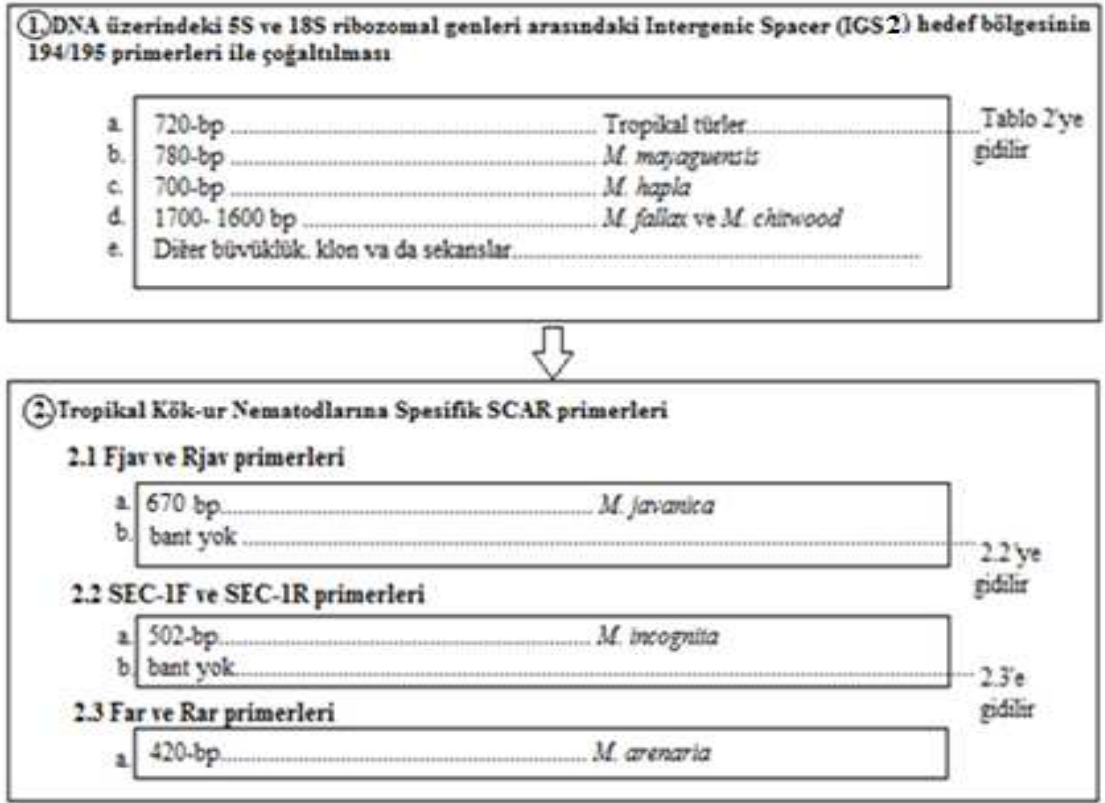 1. DNA üzerindeki 5S ve 18S ribozomal genleri arasındaki Intergenic Spacer (IGS2) hedef bölgesinin
194/195 primerleri ile çoğaltılması
a. 720-bp ........ Tropikal türler ........ Tablo 2'ye gidilir
b. 780-bp ........ M. mayaguensis
c. 700-bp ........ M. hapla
d. 1700- 1600 bp ........ M. fallax ve M. chitwood
e. Diğer büyüklük, klon ya da sekanslar ........
2. Tropikal Kök-ur Nematodlarına Spesifik SCAR primerleri
2.1 Fjav ve Rjav primerleri
a. 670 bp ........ M. javanica
b. bant yok ........ 2.2'ye gidilir
2.2 SEC-1F ve SEC-1R primerleri
a. 502-bp ........ M. incognita
b. bant yok ........ 2.3'e gidilir
2.3 Far ve Rar primerleri
a. 420-bp ........ M. arenaria